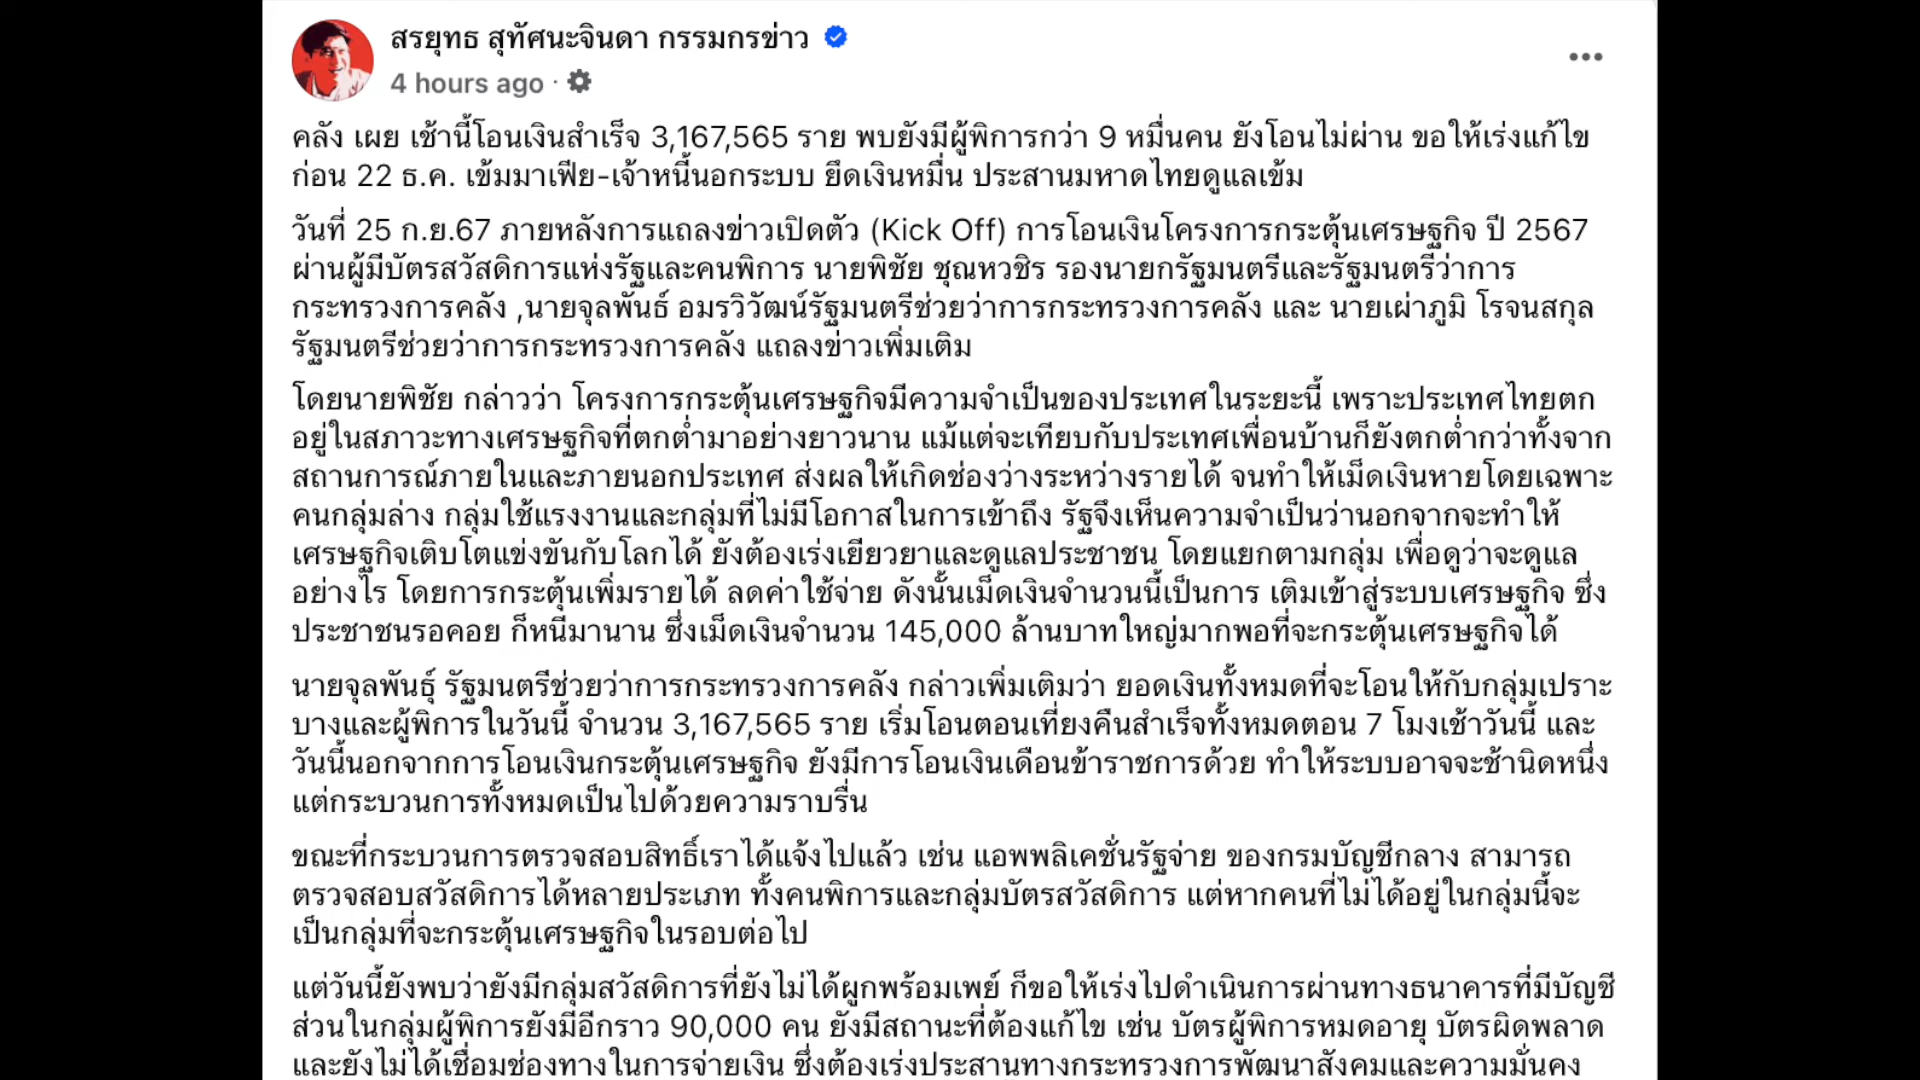 สรยุทธ สุทัศนะจินดา กรรมกรข่าว
4 hours ago ·
คลัง เผย เช้านี้โอนเงินสำเร็จ 3,167,565 ราย พบยังมีผู้พิการกว่า 9 หมื่นคน ยังโอนไม่ผ่าน ขอให้เร่งแก้ไข
ก่อน 22 ธ.ค. เข้มมาเฟีย-เจ้าหนี้นอกระบบ ยึดเงินหมื่น ประสานมหาดไทยดูแลเข้ม
วันที่ 25 ก.ย.67 ภายหลังการแถลงข่าวเปิดตัว (Kick Off) การโอนเงินโครงการกระตุ้นเศรษฐกิจ ปี 2567
ผ่านผู้มีบัตรสวัสดิการแห่งรัฐและคนพิการ นายพิชัย ชุณหวชิร รองนายกรัฐมนตรีและรัฐมนตรีว่าการ
กระทรวงการคลัง ,นายจุลพันธ์ อมรวิวัฒน์รัฐมนตรีช่วยว่าการกระทรวงการคลัง และ นายเผ่าภูมิ โรจนสกุล
รัฐมนตรีช่วยว่าการกระทรวงการคลัง แถลงข่าวเพิ่มเติม
โดยนายพิชัย กล่าวว่า โครงการกระตุ้นเศรษฐกิจมีความจำเป็นของประเทศในระยะนี้ เพราะประเทศไทยตก
อยู่ในสภาวะทางเศรษฐกิจที่ตกต่ำมาอย่างยาวนาน แม้แต่จะเทียบกับประเทศเพื่อนบ้านก็ยังตกต่ำกว่าทั้งจาก
สถานการณ์ภายในและภายนอกประเทศ ส่งผลให้เกิดช่องว่างระหว่างรายได้ จนทำให้เม็ดเงินหายโดยเฉพาะ
คนกลุ่มล่าง กลุ่มใช้แรงงานและกลุ่มที่ไม่มีโอกาสในการเข้าถึง รัฐจึงเห็นความจำเป็นว่านอกจากจะทำให้
เศรษฐกิจเติบโตแข่งขันกับโลกได้ ยังต้องเร่งเยียวยาและดูแลประชาชน โดยแยกตามกลุ่ม เพื่อดูว่าจะดูแล
อย่างไร โดยการกระตุ้นเพิ่มรายได้ ลดค่าใช้จ่าย ดังนั้นเม็ดเงินจำนวนนี้เป็นการ เติมเข้าสู่ระบบเศรษฐกิจ ซึ่ง
ประชาชนรอคอย ก็หนีมานาน ซึ่งเม็ดเงินจำนวน 145,000 ล้านบาทใหญ่มากพอที่จะกระตุ้นเศรษฐกิจได้
นายจุลพันธุ์ รัฐมนตรีช่วยว่าการกระทรวงการคลัง กล่าวเพิ่มเติมว่า ยอดเงินทั้งหมดที่จะโอนให้กับกลุ่มเปราะ
บางและผู้พิการในวันนี้ จำนวน 3,167,565 ราย เริ่มโอนตอนเที่ยงคืนสำเร็จทั้งหมดตอน 7 โมงเช้าวันนี้ และ
วันนี้นอกจากการโอนเงินกระตุ้นเศรษฐกิจ ยังมีการโอนเงินเดือนข้าราชการด้วย ทำให้ระบบอาจจะช้านิดหนึ่ง
แต่กระบวนการทั้งหมดเป็นไปด้วยความราบรื่น
ขณะที่กระบวนการตรวจสอบสิทธิ์เราได้แจ้งไปแล้ว เช่น แอพพลิเคชั่นรัฐจ่าย ของกรมบัญชีกลาง สามารถ
ตรวจสอบสวัสดิการได้หลายประเภท ทั้งคนพิการและกลุ่มบัตรสวัสดิการ แต่หากคนที่ไม่ได้อยู่ในกลุ่มนี้จะ
เป็นกลุ่มที่จะกระตุ้นเศรษฐกิจในรอบต่อไป
แต่วันนี้ยังพบว่ายังมีกลุ่มสวัสดิการที่ยังไม่ได้ผูกพร้อมเพย์ ก็ขอให้เร่งไปดำเนินการผ่านทางธนาคารที่มีบัญชี
ส่วนในกลุ่มผู้พิการยังมีอีกราว 90,000 คน ยังมีสถานะที่ต้องแก้ไข เช่น บัตรผู้พิการหมดอายุ บัตรผิดพลาด
และยังไม่ได้เชื่อมช่องทางในการจ่ายเงิน ซึ่งต้องเร่งประสานทางกระทรวงการพัฒนาสังคมและความมั่นคง